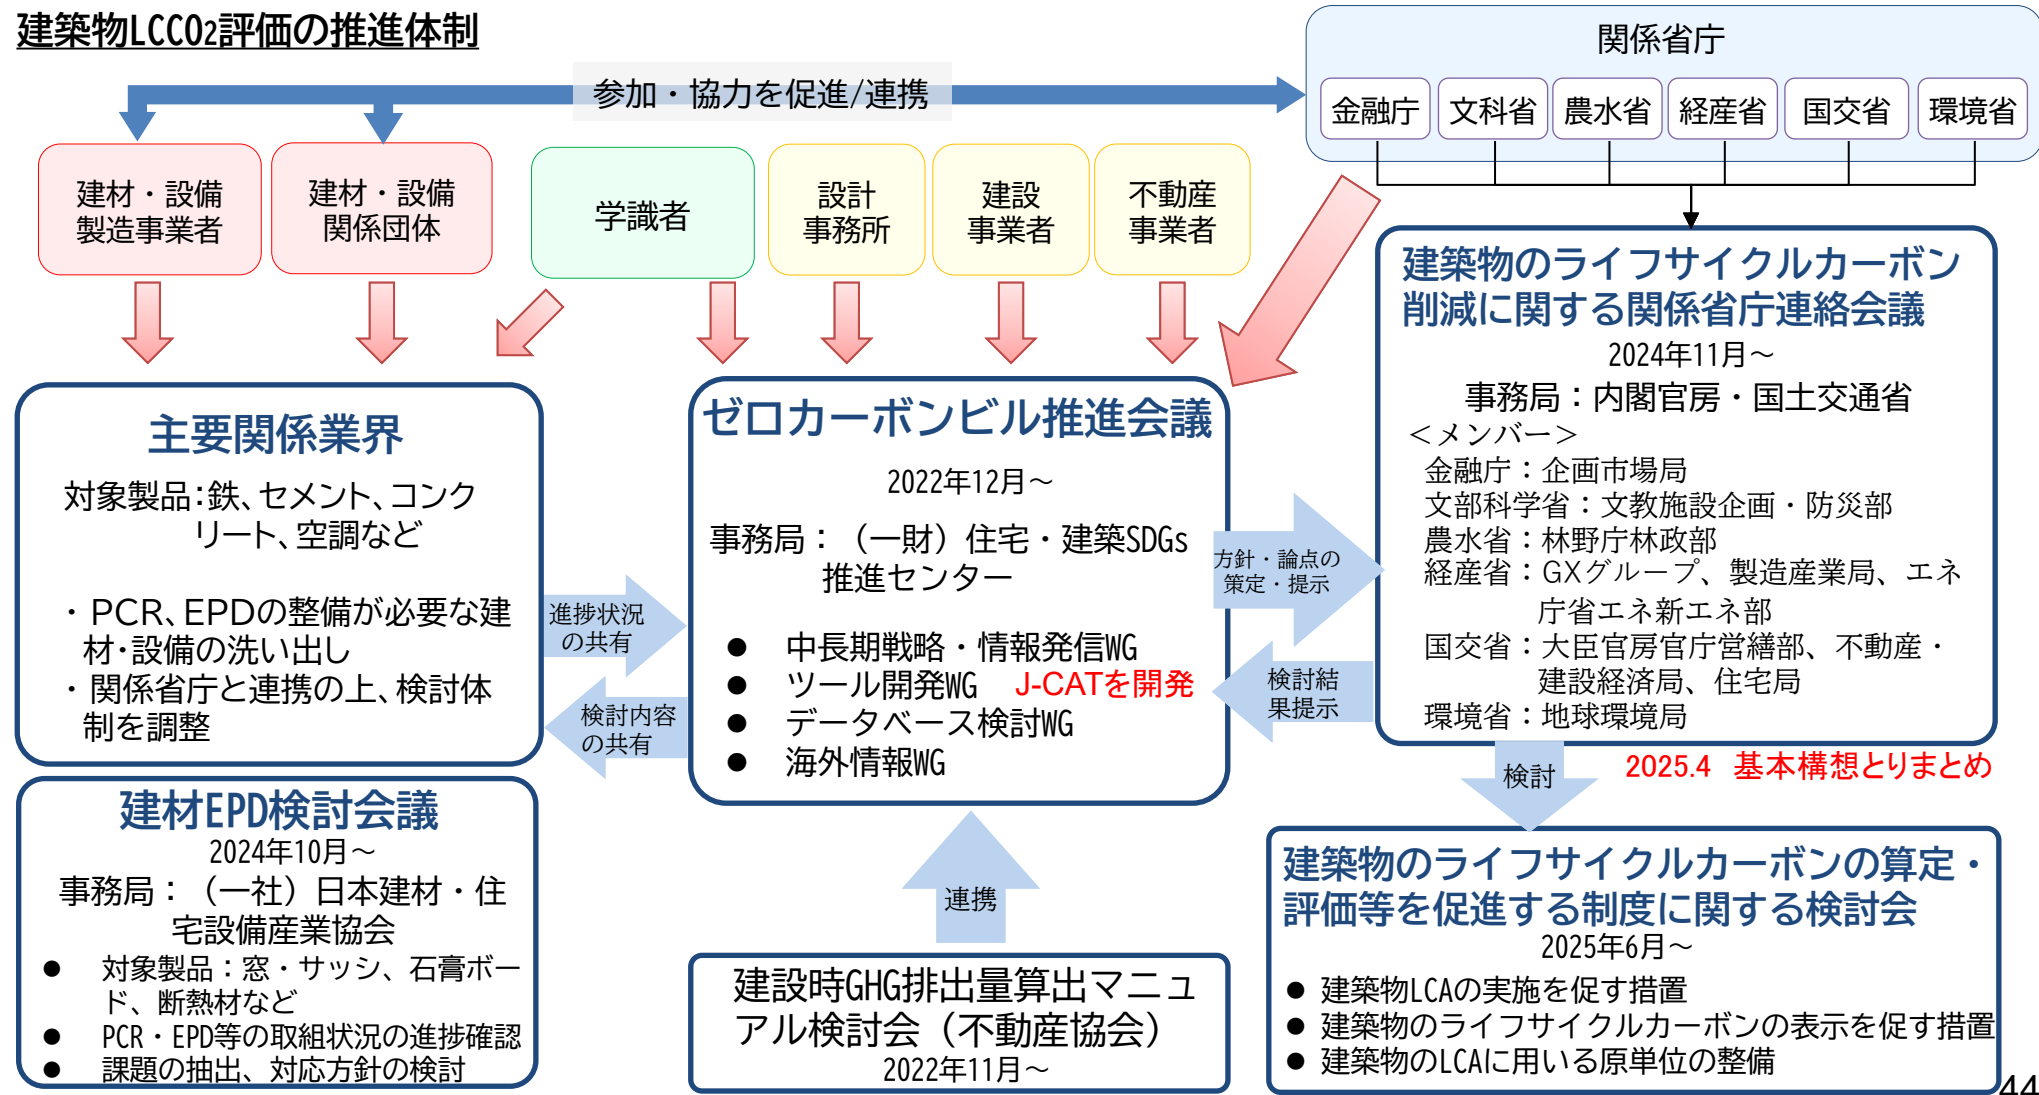 建築物LCCO2評価の推進体制
関係省庁
参加・協力を促進/連携
金融庁
文科省
農水省
経産省
国交省
環境省
建材・設備
製造事業者
建材・設備
関係団体
学識者
設計
事務所
建設
事業者
不動産
事業者
主要関係業界
対象製品:鉄、セメント、コンク
リート、空調など
・PCR、EPDの整備が必要な建
材・設備の洗い出し
・関係省庁と連携の上、検討体
制を調整
進捗状況
の共有
検討内容
の共有
ゼロカーボンビル推進会議
2022年12月～
事務局：（一財）住宅・建築SDGs
推進センター
● 中長期戦略・情報発信WG
● ツール開発WG J-CATを開発
● データベース検討WG
● 海外情報WG
方針・論点の
策定・提示
検討結
果提示
建築物のライフサイクルカーボン
削減に関する関係省庁連絡会議
2024年11月～
事務局：内閣官房・国土交通省
＜メンバー＞
金融庁：企画市場局
文部科学省：文教施設企画・防災部
農水省：林野庁林政部
経産省：GXグループ、製造産業局、エネ
庁省エネ新エネ部
国交省：大臣官房官庁営繕部、不動産・
建設経済局、住宅局
環境省：地球環境局
検討
2025.4 基本構想とりまとめ
建材EPD検討会議
2024年10月～
事務局：（一社）日本建材・住
宅設備産業協会
● 対象製品：窓・サッシ、石膏ボー
ド、断熱材など
● PCR・EPD等の取組状況の進捗確認
● 課題の抽出、対応方針の検討
連携
建設時GHG排出量算出マニュ
アル検討会（不動産協会）
2022年11月～
建築物のライフサイクルカーボンの算定・
評価等を促進する制度に関する検討会
2025年6月～
● 建築物LCAの実施を促す措置
● 建築物のライフサイクルカーボンの表示を促す措置
● 建築物のLCAに用いる原単位の整備
44